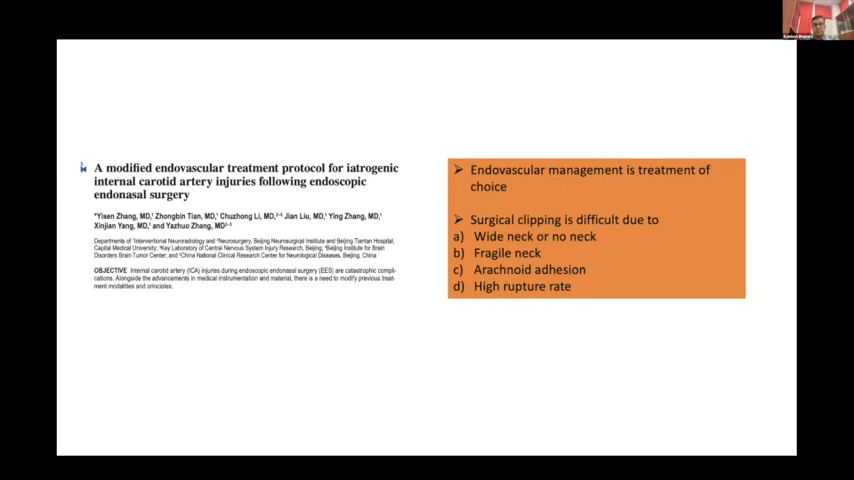 A modified endovascular treatment protocol for iatrogenic
internal carotid artery injuries following endoscopic
endonasal surgery
*Yisen Zhang, MD,¹ Zhongbin Tian, MD,¹ Chuzhong Li, MD,²⁻⁵ Jian Liu, MD,¹ Ying Zhang, MD,¹
Xinjian Yang, MD,¹ and Yazhuo Zhang, MD²⁻⁵
Departments of ¹Interventional Neuroradiology and ²Neurosurgery, Beijing Neurosurgical Institute and Beijing Tiantan Hospital,
Capital Medical University; ³Key Laboratory of Central Nervous System Injury Research, Beijing; ⁴Beijing Institute for Brain
Disorders Brain Tumor Center; and ⁵China National Clinical Research Center for Neurological Diseases, Beijing, China
OBJECTIVE Internal carotid artery (ICA) injuries during endoscopic endonasal surgery (EES) are catastrophic compli-
cations. Alongside the advancements in medical instrumentation and material, there is a need to modify previous treat-
ment modalities and principles.
➢ Endovascular management is treatment of
choice
➢ Surgical clipping is difficult due to
a) Wide neck or no neck
b) Fragile neck
c) Arachnoid adhesion
d) High rupture rate